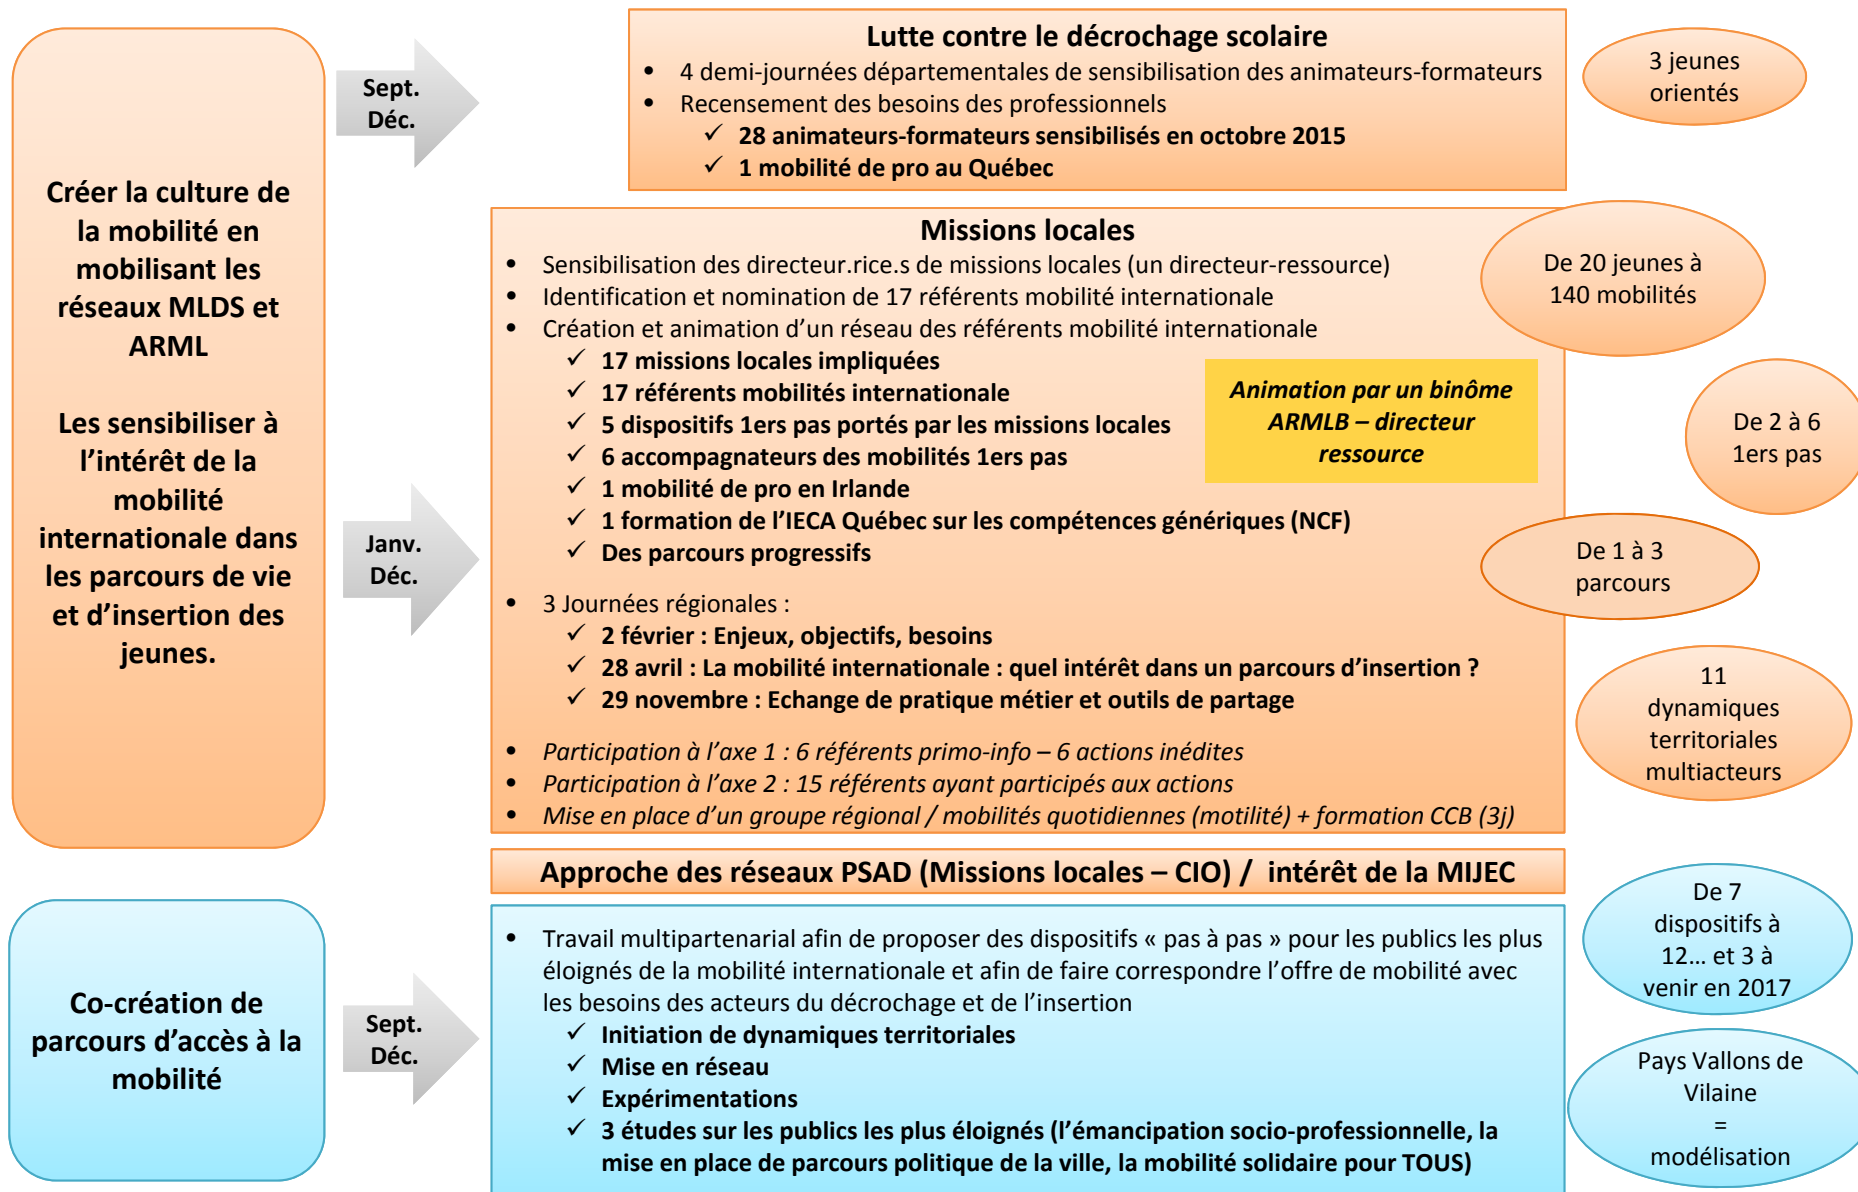 Créer la culture de
la mobilité en
mobilisant les
réseaux MLDS et
ARML
Les sensibiliser à
l'intérêt de la
mobilité
internationale dans
les parcours de vie
et d'insertion des
jeunes.
Sept.
Déc.
Lutte contre le décrochage scolaire
• 4 demi-journées départementales de sensibilisation des animateurs-formateurs
• Recensement des besoins des professionnels
✓ 28 animateurs-formateurs sensibilisés en octobre 2015
✓ 1 mobilité de pro au Québec
3 jeunes
orientés
Janv.
Déc.
Missions locales
• Sensibilisation des directeur.rice.s de missions locales (un directeur-ressource)
• Identification et nomination de 17 référents mobilité internationale
• Création et animation d'un réseau des référents mobilité internationale
✓ 17 missions locales impliquées
✓ 17 référents mobilités internationale
✓ 5 dispositifs 1ers pas portés par les missions locales
✓ 6 accompagnateurs des mobilités 1ers pas
✓ 1 mobilité de pro en Irlande
✓ 1 formation de l'IECA Québec sur les compétences génériques (NCF)
✓ Des parcours progressifs
• 3 Journées régionales :
✓ 2 février : Enjeux, objectifs, besoins
✓ 28 avril : La mobilité internationale : quel intérêt dans un parcours d'insertion ?
✓ 29 novembre : Echange de pratique métier et outils de partage
• Participation à l'axe 1 : 6 référents primo-info – 6 actions inédites
• Participation à l'axe 2 : 15 référents ayant participés aux actions
• Mise en place d'un groupe régional / mobilités quotidiennes (motilité) + formation CCB (3j)
Animation par un binôme
ARMLB – directeur
ressource
De 20 jeunes à
140 mobilités
De 2 à 6
1ers pas
De 1 à 3
parcours
11
dynamiques
territoriales
multiacteurs
Approche des réseaux PSAD (Missions locales – CIO) / intérêt de la MIJEC
Co-création de
parcours d'accès à la
mobilité
Sept.
Déc.
• Travail multipartenarial afin de proposer des dispositifs « pas à pas » pour les publics les plus
éloignés de la mobilité internationale et afin de faire correspondre l'offre de mobilité avec
les besoins des acteurs du décrochage et de l'insertion
✓ Initiation de dynamiques territoriales
✓ Mise en réseau
✓ Expérimentations
✓ 3 études sur les publics les plus éloignés (l'émancipation socio-professionnelle, la
mise en place de parcours politique de la ville, la mobilité solidaire pour TOUS)
De 7
dispositifs à
12… et 3 à
venir en 2017
Pays Vallons de
Vilaine
=
modélisation